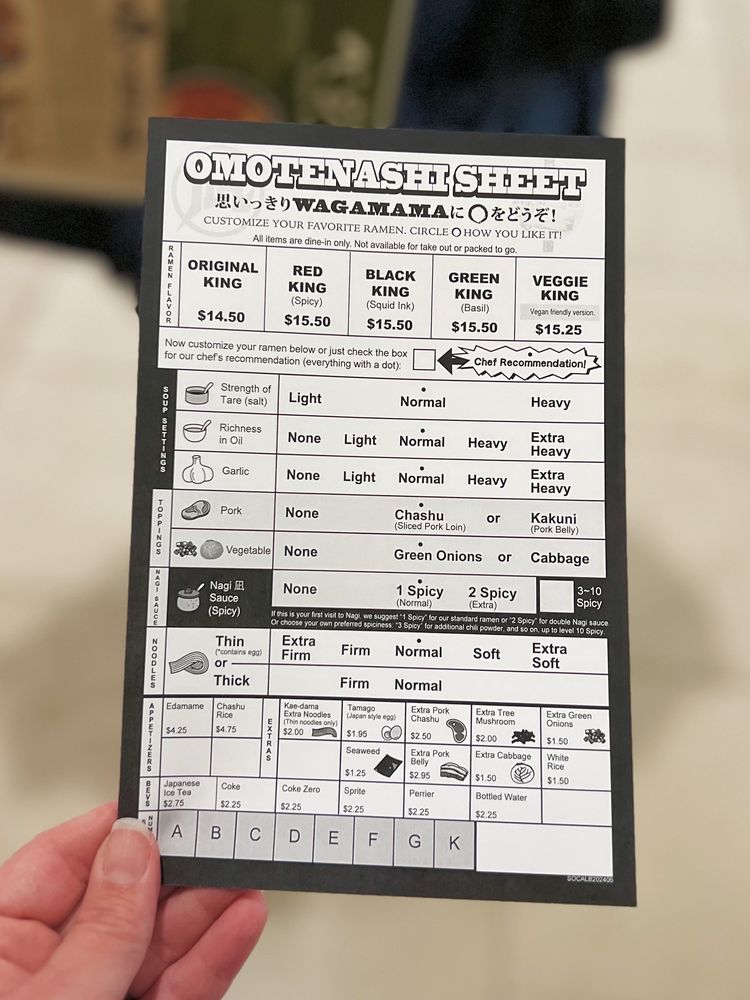 OMOTENASHI SHEET
思いっきりWAGAMAMAに〇をどうぞ!
CUSTOMIZE YOUR FAVORITE RAMEN. CIRCLE O HOW YOU LIKE IT!
All items are dine-in only. Not available for take out or packed to go.
RAMEN FLAVOR
ORIGINAL KING
$14.50
RED KING
(Spicy)
$15.50
BLACK KING
(Squid Ink)
$15.50
GREEN KING
(Basil)
$15.50
VEGGIE KING
Vegan friendly version.
$15.25
Now customize your ramen below or just check the box
for our chef's recommendation (everything with a dot):
Chef Recommendation!
SOUP SETTINGS
Strength of Tare (salt)
Light Normal Heavy
Richness in Oil
None Light Normal Heavy Extra Heavy
Garlic
None Light Normal Heavy Extra Heavy
TOPPINGS
Pork
None Chashu (Sliced Pork Loin) or Kakuni (Pork Belly)
Vegetable
None Green Onions or Cabbage
NAGI SAUCE
Nagi 凪 Sauce (Spicy)
None 1 Spicy (Normal) 2 Spicy (Extra) 3~10 Spicy
If this is your first visit to Nagi, we suggest "1 Spicy" for our standard ramen or "2 Spicy" for double Nagi sauce.
Or choose your own preferred spiciness: "3 Spicy" for additional chili powder, and so on, up to level 10 Spicy.
NOODLES
Thin (*contains egg)
Extra Firm Firm Normal Soft Extra Soft
or
Thick
Firm Normal
APPETIZERS
Edamame
$4.25
Chashu Rice
$4.75
EXTRAS
Kae-dama Extra Noodles (Thin noodles only)
$2.00
Tamago (Japan style egg)
$1.95
Extra Pork Chashu
$2.50
Extra Tree Mushroom
$2.00
Extra Green Onions
$1.50
Seaweed
$1.25
Extra Pork Belly
$2.95
Extra Cabbage
$1.50
White Rice
$1.50
BEVS
Japanese Ice Tea
$2.75
Coke
$2.25
Coke Zero
$2.25
Sprite
$2.25
Perrier
$2.25
Bottled Water
$2.25
A B C D E F G K